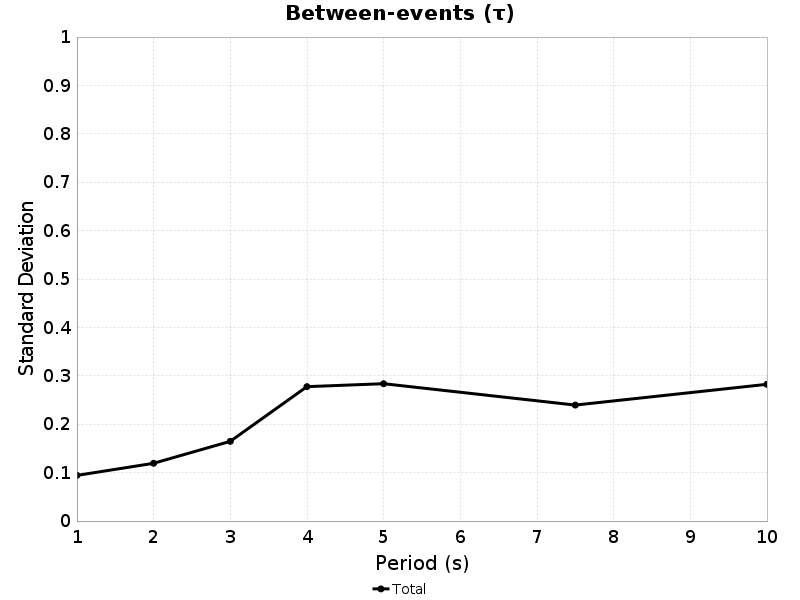 Between-events (τ)
Standard Deviation
1
0.9
0.8
0.7
0.6
0.5
0.4
0.3
0.2
0.1
0
1 2 3 4 5 6 7 8 9 10
Period (s)
Total